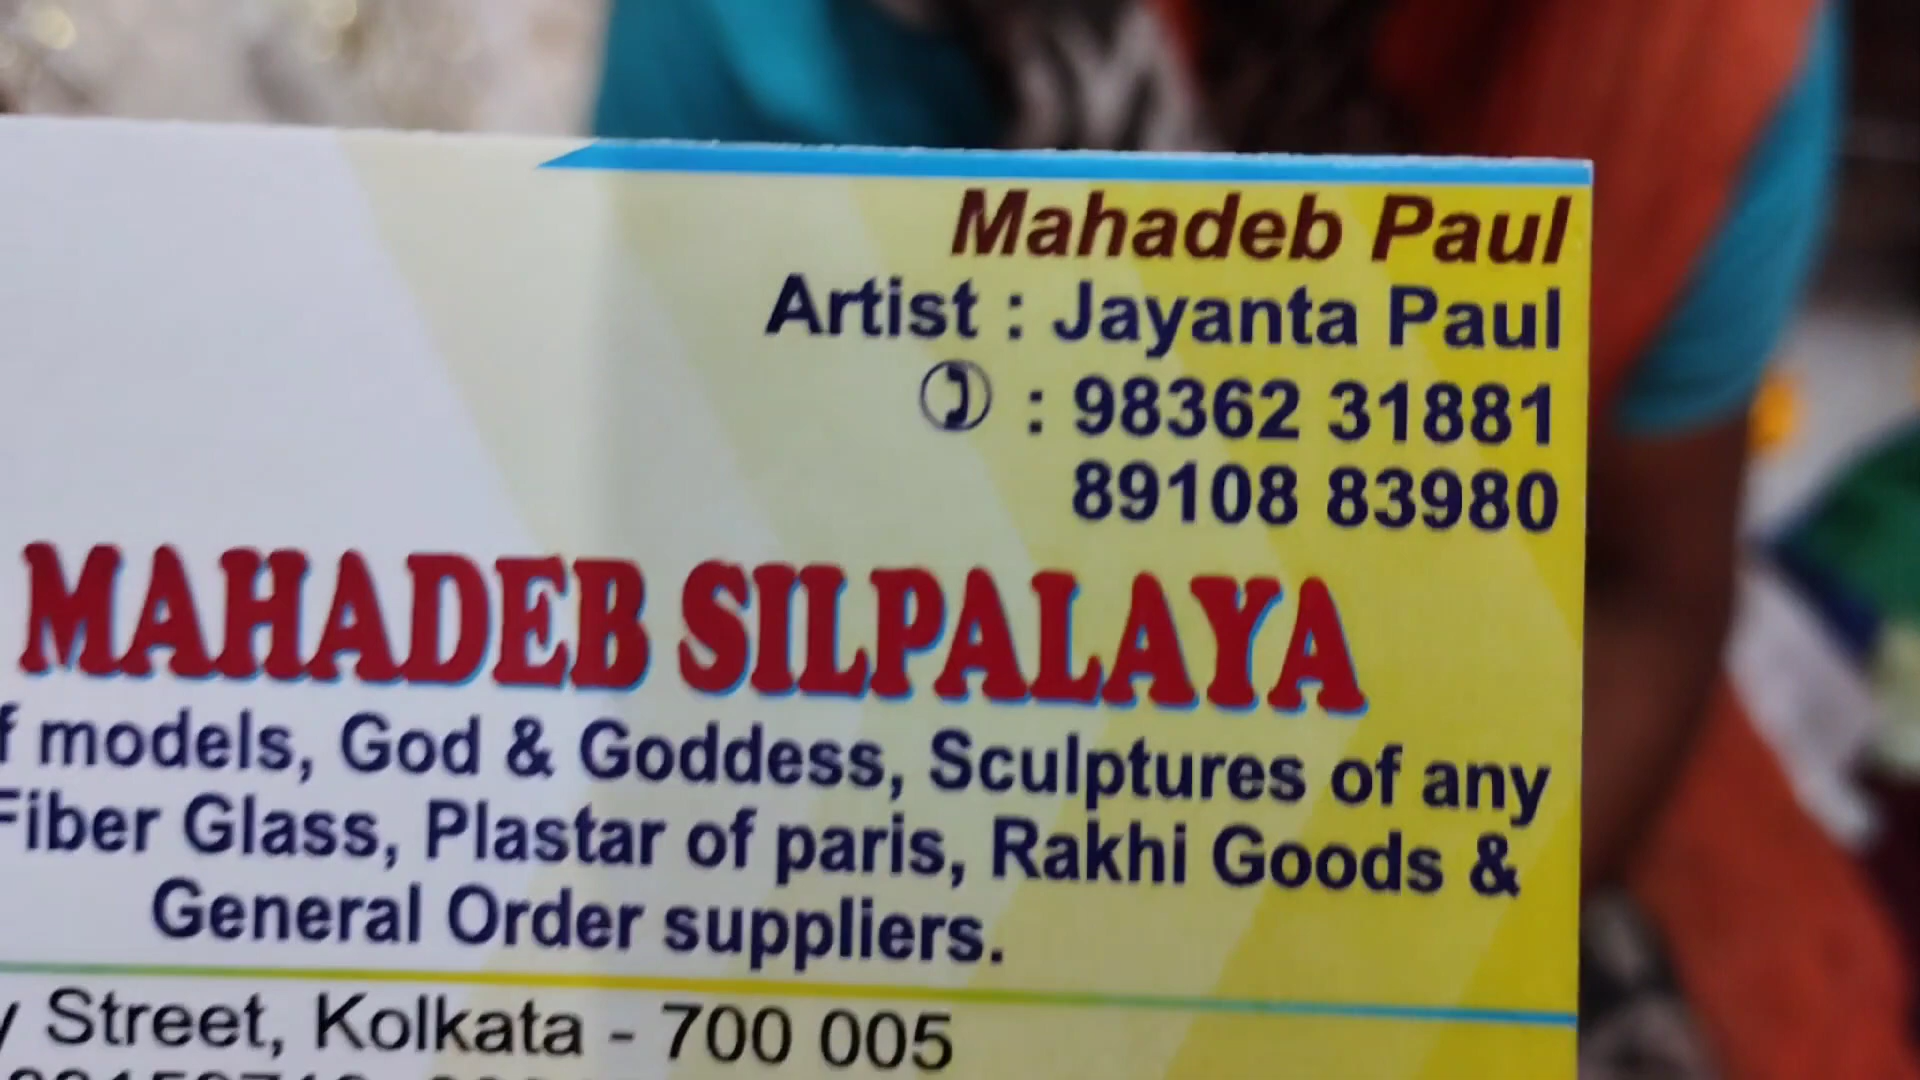 Mahadeb Paul
Artist : Jayanta Paul
: 98362 31881
89108 83980
MAHADEB SILPALAYA
models, God & Goddess, Sculptures of any
Fiber Glass, Plastar of paris, Rakhi Goods &
General Order suppliers.
Street, Kolkata - 700 005